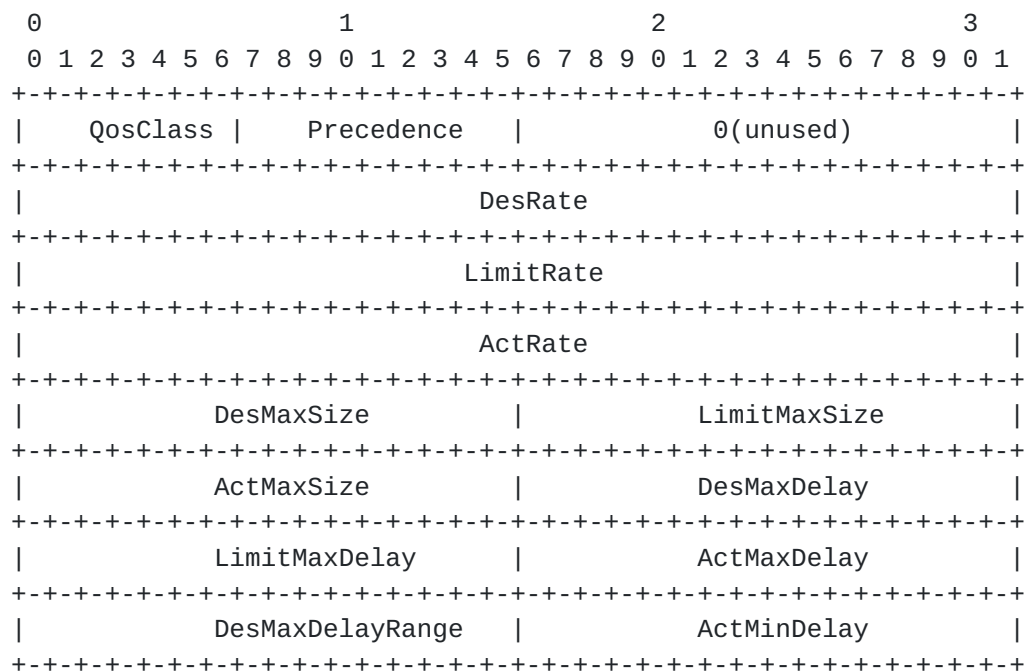 0                   1                   2                   3
 0 1 2 3 4 5 6 7 8 9 0 1 2 3 4 5 6 7 8 9 0 1 2 3 4 5 6 7 8 9 0 1
+-+-+-+-+-+-+-+-+-+-+-+-+-+-+-+-+-+-+-+-+-+-+-+-+-+-+-+-+-+-+-+-+
|    QosClass |    Precedence   |            0(unused)          |
+-+-+-+-+-+-+-+-+-+-+-+-+-+-+-+-+-+-+-+-+-+-+-+-+-+-+-+-+-+-+-+-+
|                             DesRate                           |
+-+-+-+-+-+-+-+-+-+-+-+-+-+-+-+-+-+-+-+-+-+-+-+-+-+-+-+-+-+-+-+-+
|                            LimitRate                          |
+-+-+-+-+-+-+-+-+-+-+-+-+-+-+-+-+-+-+-+-+-+-+-+-+-+-+-+-+-+-+-+-+
|                             ActRate                           |
+-+-+-+-+-+-+-+-+-+-+-+-+-+-+-+-+-+-+-+-+-+-+-+-+-+-+-+-+-+-+-+-+
|            DesMaxSize         |           LimitMaxSize        |
+-+-+-+-+-+-+-+-+-+-+-+-+-+-+-+-+-+-+-+-+-+-+-+-+-+-+-+-+-+-+-+-+
|            ActMaxSize         |           DesMaxDelay         |
+-+-+-+-+-+-+-+-+-+-+-+-+-+-+-+-+-+-+-+-+-+-+-+-+-+-+-+-+-+-+-+-+
|            LimitMaxDelay      |           ActMaxDelay         |
+-+-+-+-+-+-+-+-+-+-+-+-+-+-+-+-+-+-+-+-+-+-+-+-+-+-+-+-+-+-+-+-+
|            DesMaxDelayRange   |           ActMinDelay         |
+-+-+-+-+-+-+-+-+-+-+-+-+-+-+-+-+-+-+-+-+-+-+-+-+-+-+-+-+-+-+-+-+